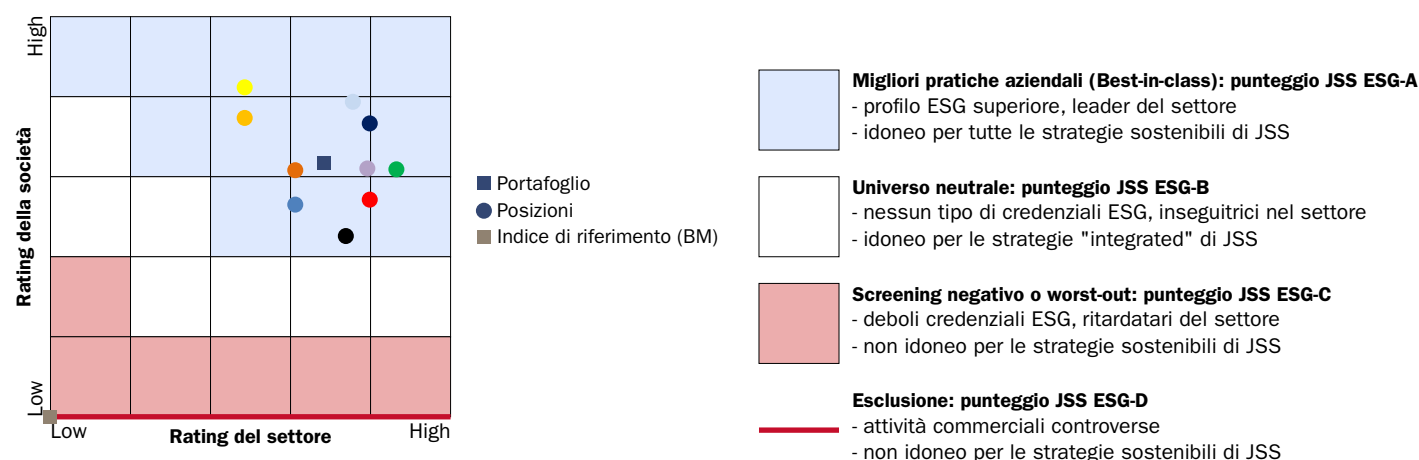 High
Rating della società
Low
Low
Rating del settore
High
Portafoglio
Posizioni
Indice di riferimento (BM)
Migliori pratiche aziendali (Best-in-class): punteggio JSS ESG-A
- profilo ESG superiore, leader del settore
- idoneo per tutte le strategie sostenibili di JSS
Universo neutrale: punteggio JSS ESG-B
- nessun tipo di credenziali ESG, inseguitrici nel settore
- idoneo per le strategie "integrated" di JSS
Screening negativo o worst-out: punteggio JSS ESG-C
- deboli credenziali ESG, ritardatari del settore
- non idoneo per le strategie sostenibili di JSS
Esclusione: punteggio JSS ESG-D
- attività commerciali controverse
- non idoneo per le strategie sostenibili di JSS